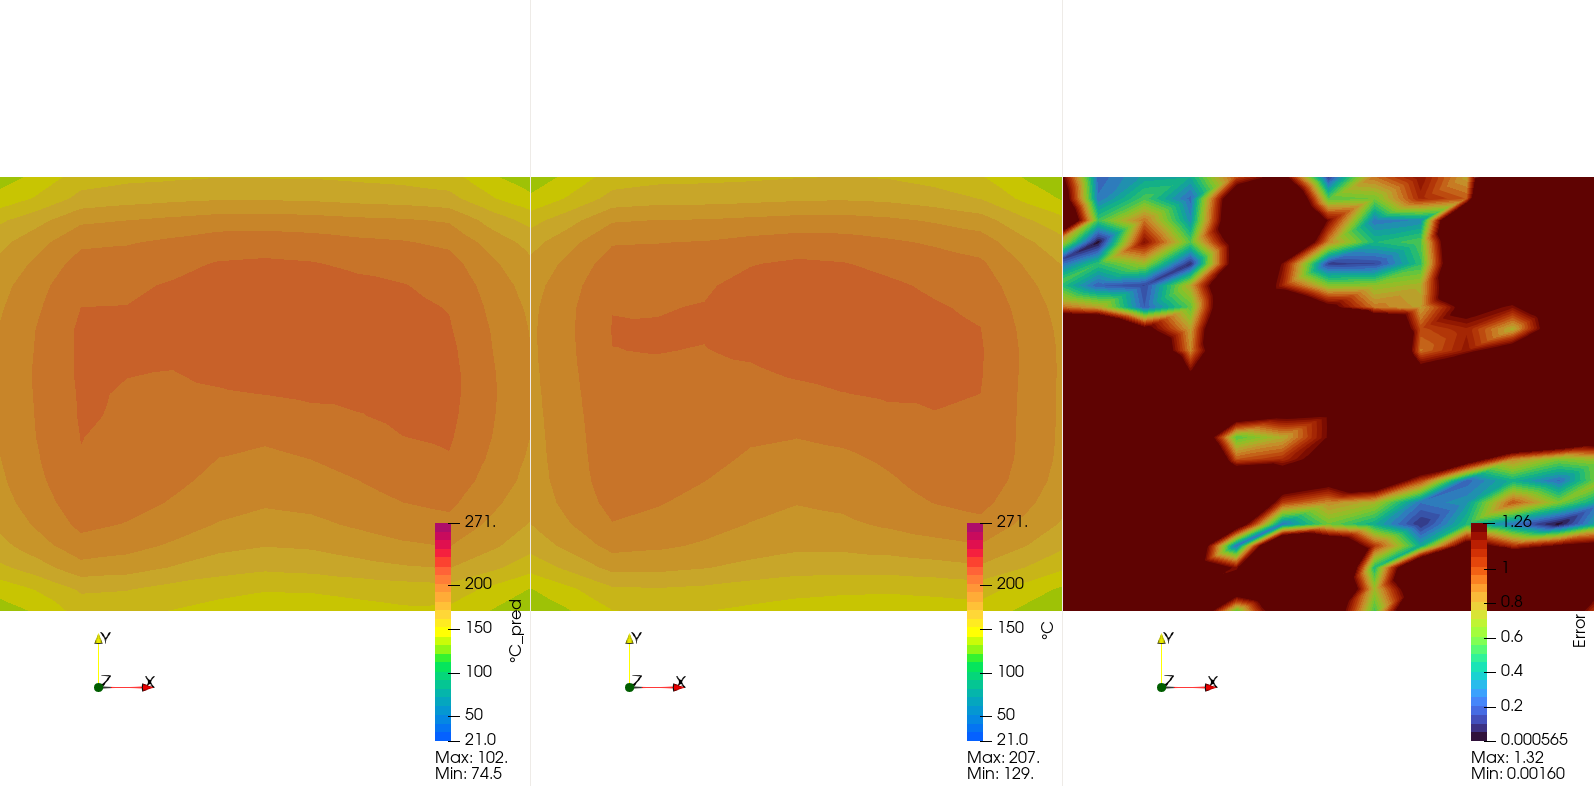 271.
200
150
100
50
21.0
°C_pred
Max: 102.
Min: 74.5
Y
Z
X
271.
200
150
100
50
21.0
°C
Max: 207.
Min: 129.
Y
Z
X
1.26
1
0.8
0.6
0.4
0.2
0.000565
Error
Max: 1.32
Min: 0.00160
Y
Z
X